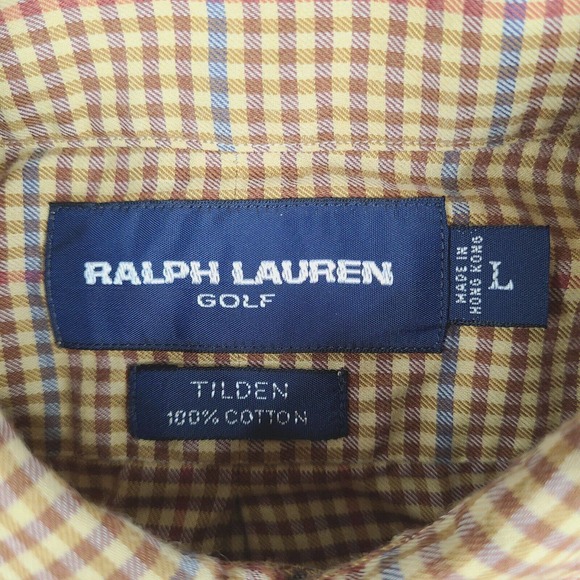 RALPH LAUREN
GOLF
MADE IN
HONG KONG
L
TILDEN
100% COTTON